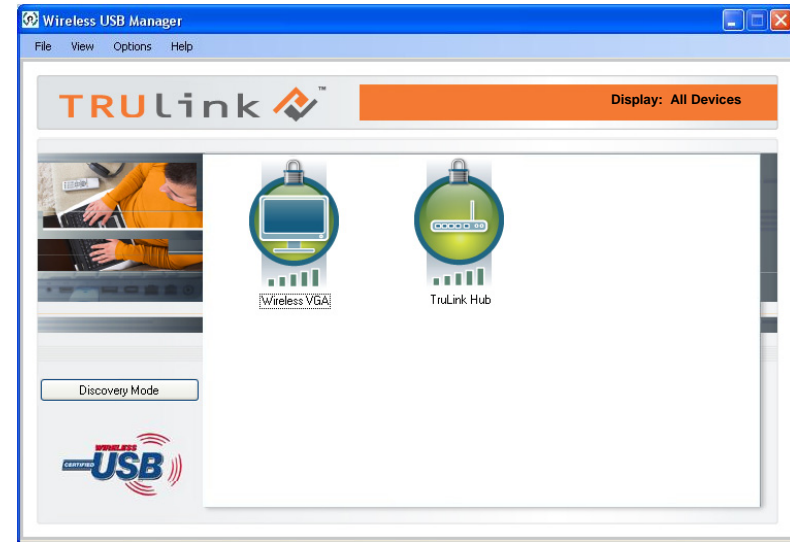 Wireless USB Manager
File View Options Help
TRULink ™
Display: All Devices
Wireless VGA
TruLink Hub
Discovery Mode
WIRELESS
CERTIFIED USB